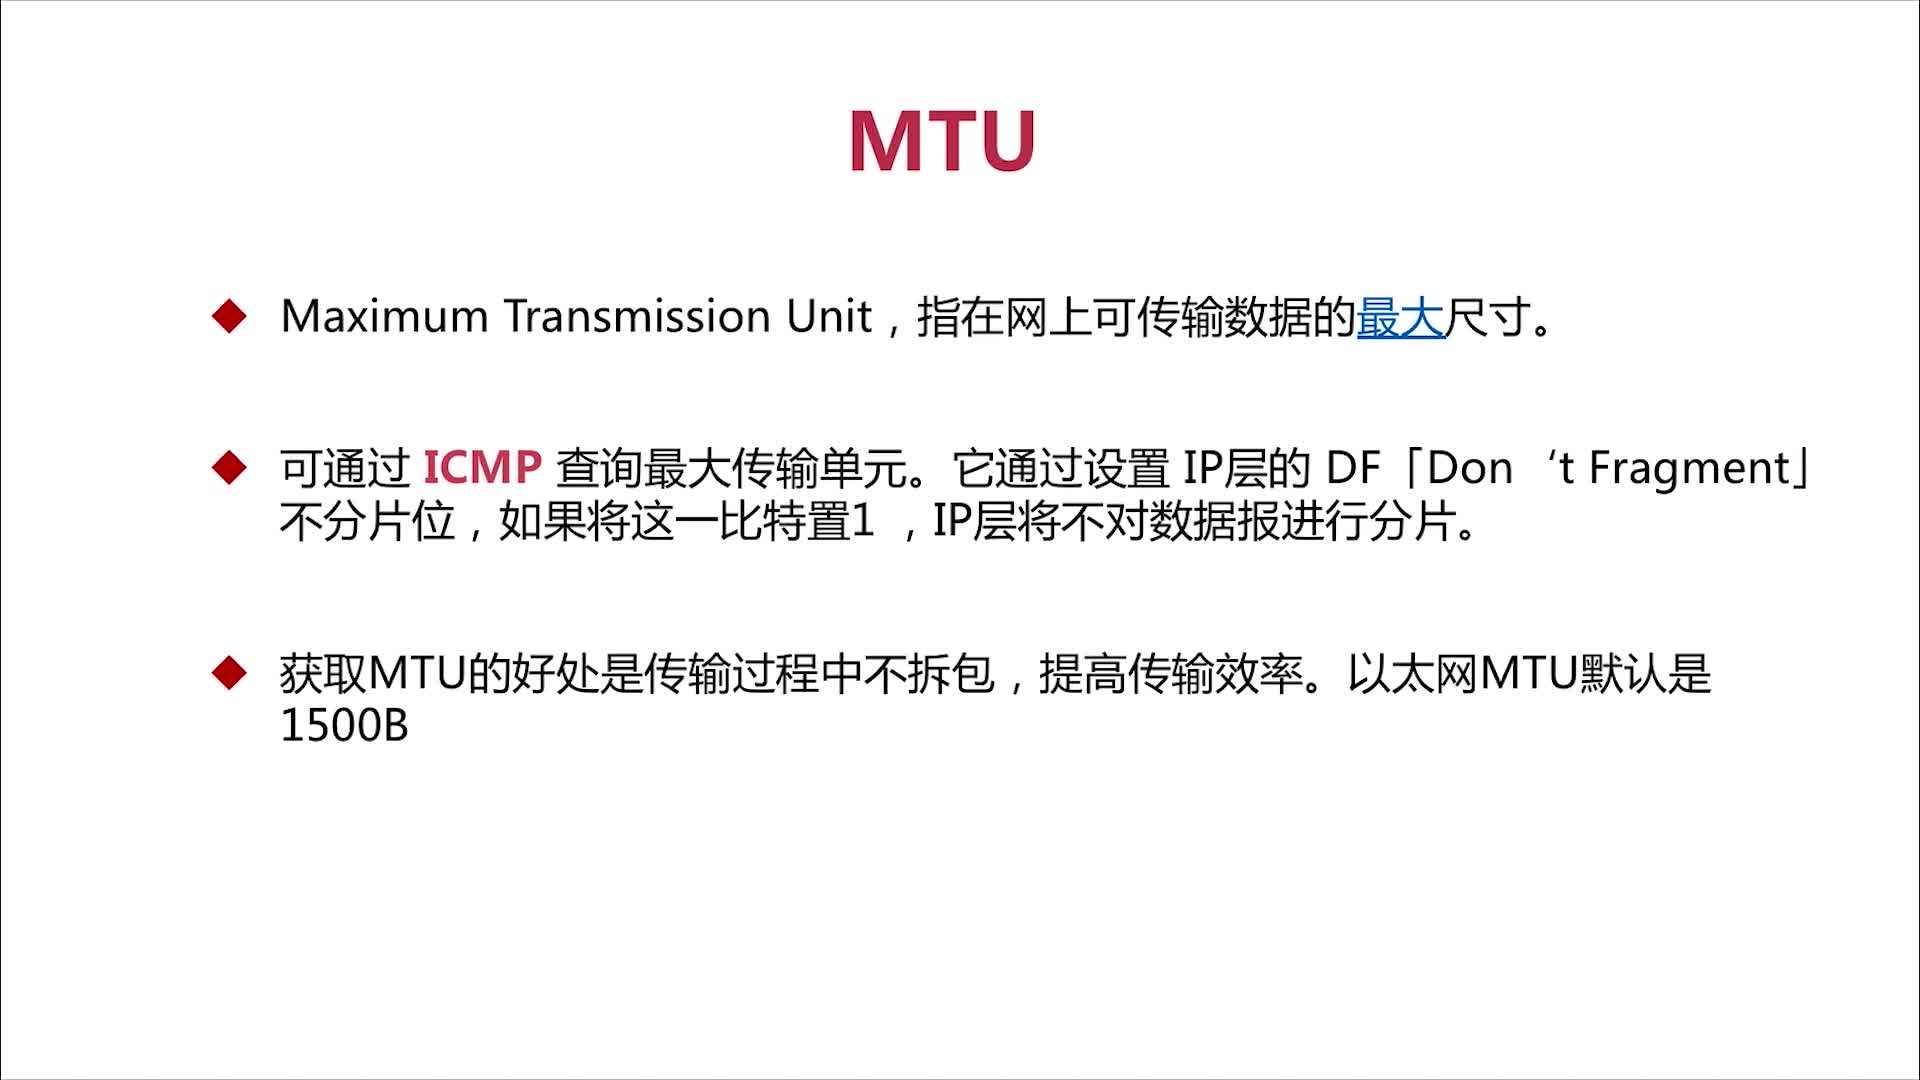 MTU
Maximum Transmission Unit，指在网上可传输数据的最大尺寸。
可通过 ICMP 查询最大传输单元。它通过设置 IP层的 DF「Don‘t Fragment」
不分片位，如果将这一比特置1 ，IP层将不对数据报进行分片。
获取MTU的好处是传输过程中不拆包，提高传输效率。以太网MTU默认是
1500B